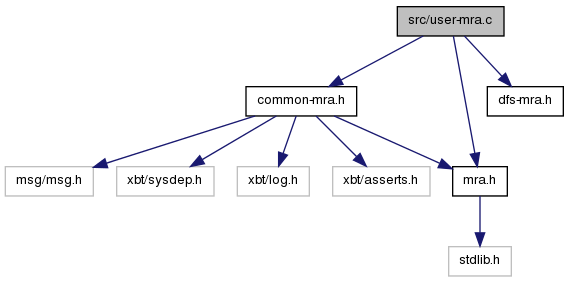 src/user-mra.c
common-mra.h
dfs-mra.h
msg/msg.h
xbt/sysdep.h
xbt/log.h
xbt/asserts.h
mra.h
stdlib.h